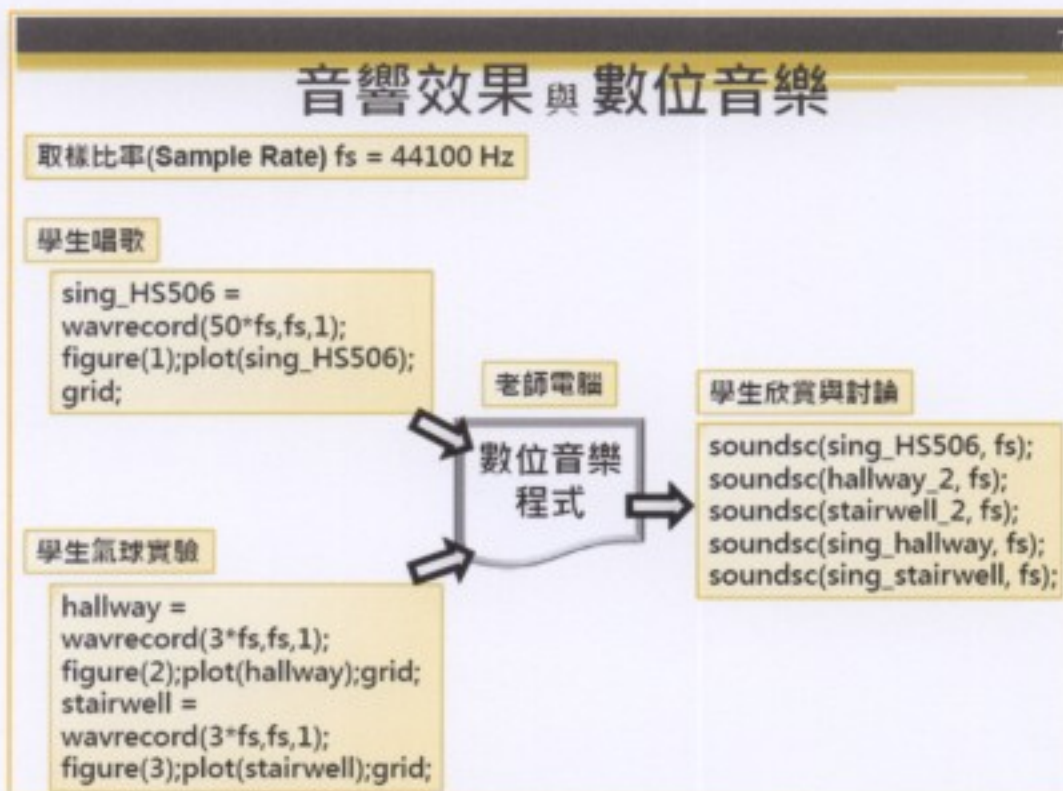 音響效果 與 數位音樂
取樣比率(Sample Rate) fs = 44100 Hz
學生唱歌
sing_HS506 =
wavrecord(50*fs,fs,1);
figure(1);plot(sing_HS506);
grid;
學生氣球實驗
hallway =
wavrecord(3*fs,fs,1);
figure(2);plot(hallway);grid;
stairwell =
wavrecord(3*fs,fs,1);
figure(3);plot(stairwell);grid;
老師電腦
數位音樂
程式
學生欣賞與討論
soundsc(sing_HS506, fs);
soundsc(hallway_2, fs);
soundsc(stairwell_2, fs);
soundsc(sing_hallway, fs);
soundsc(sing_stairwell, fs);